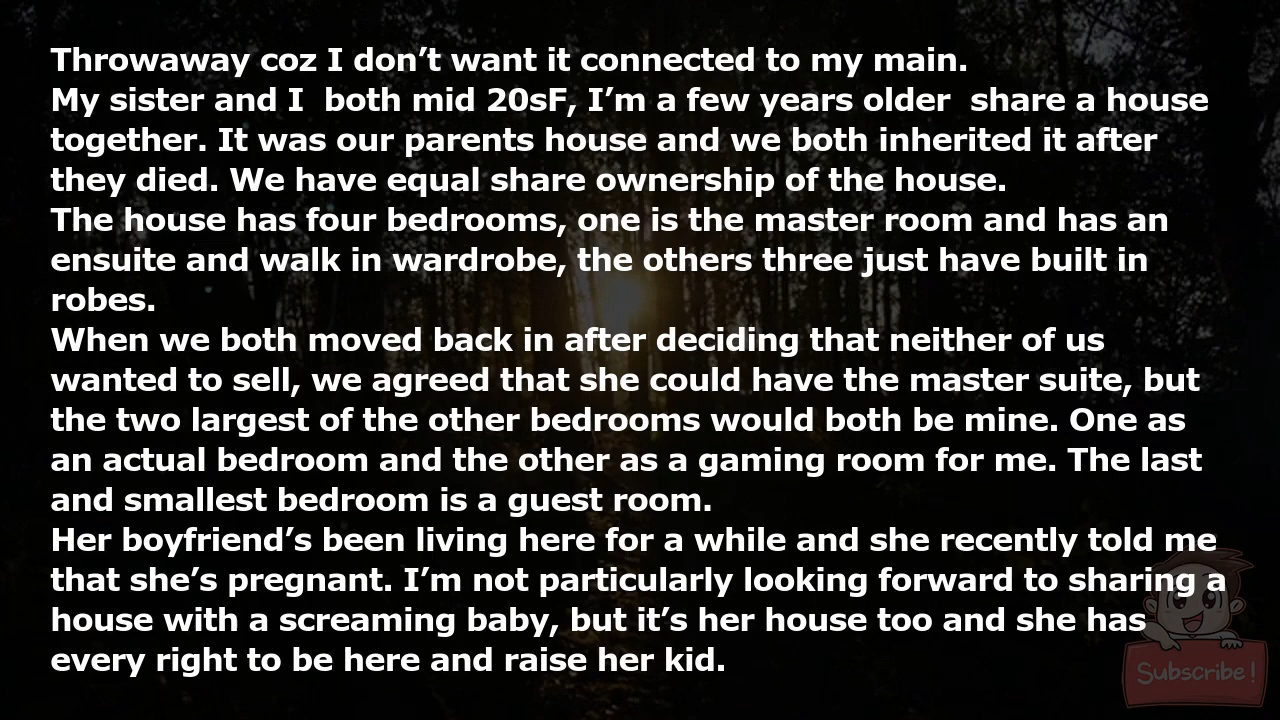 Throwaway coz I don’t want it connected to my main.
My sister and I  both mid 20sF, I’m a few years older  share a house
together. It was our parents house and we both inherited it after
they died. We have equal share ownership of the house.
The house has four bedrooms, one is the master room and has an
ensuite and walk in wardrobe, the others three just have built in
robes.
When we both moved back in after deciding that neither of us
wanted to sell, we agreed that she could have the master suite, but
the two largest of the other bedrooms would both be mine. One as
an actual bedroom and the other as a gaming room for me. The last
and smallest bedroom is a guest room.
Her boyfriend’s been living here for a while and she recently told me
that she’s pregnant. I’m not particularly looking forward to sharing a
house with a screaming baby, but it’s her house too and she has
every right to be here and raise her kid.
Subscribe!